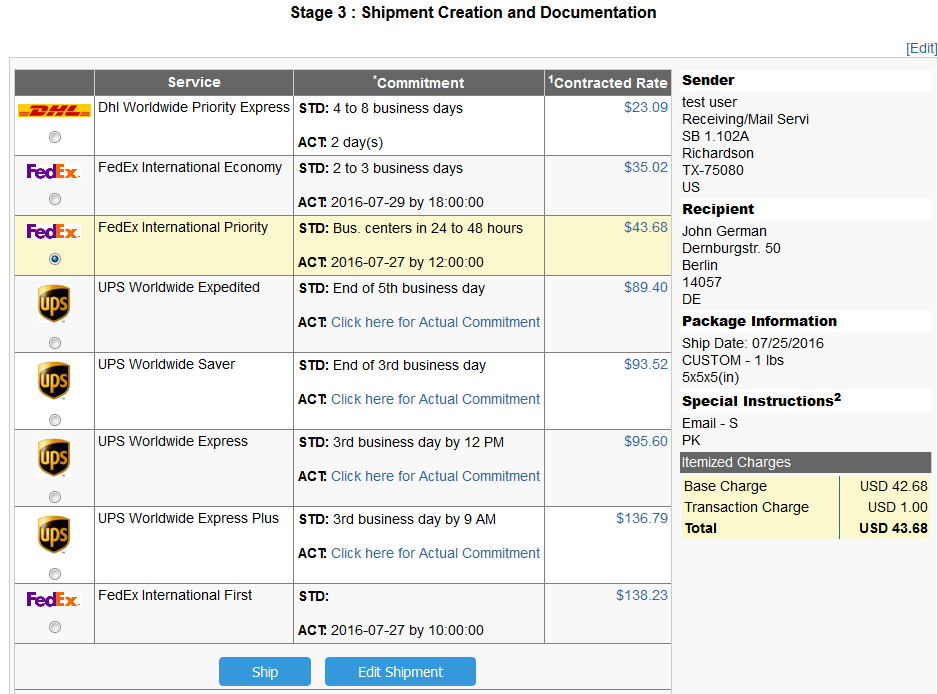 Stage 3 : Shipment Creation and Documentation
[Edit]
Service *Commitment ¹Contracted Rate
DHL Dhl Worldwide Priority Express STD: 4 to 8 business days $23.09
ACT: 2 day(s)
FedEx. FedEx International Economy STD: 2 to 3 business days $35.02
ACT: 2016-07-29 by 18:00:00
FedEx. FedEx International Priority STD: Bus. centers in 24 to 48 hours $43.68
ACT: 2016-07-27 by 12:00:00
ups UPS Worldwide Expedited STD: End of 5th business day $89.40
ACT: Click here for Actual Commitment
ups UPS Worldwide Saver STD: End of 3rd business day $93.52
ACT: Click here for Actual Commitment
ups UPS Worldwide Express STD: 3rd business day by 12 PM $95.60
ACT: Click here for Actual Commitment
ups UPS Worldwide Express Plus STD: 3rd business day by 9 AM $136.79
ACT: Click here for Actual Commitment
FedEx. FedEx International First STD: $138.23
ACT: 2016-07-27 by 10:00:00
Ship Edit Shipment
Sender
test user
Receiving/Mail Servi
SB 1.102A
Richardson
TX-75080
US
Recipient
John German
Dernburgstr. 50
Berlin
14057
DE
Package Information
Ship Date: 07/25/2016
CUSTOM - 1 lbs
5x5x5(in)
Special Instructions²
Email - S
PK
Itemized Charges
Base Charge USD 42.68
Transaction Charge USD 1.00
Total USD 43.68